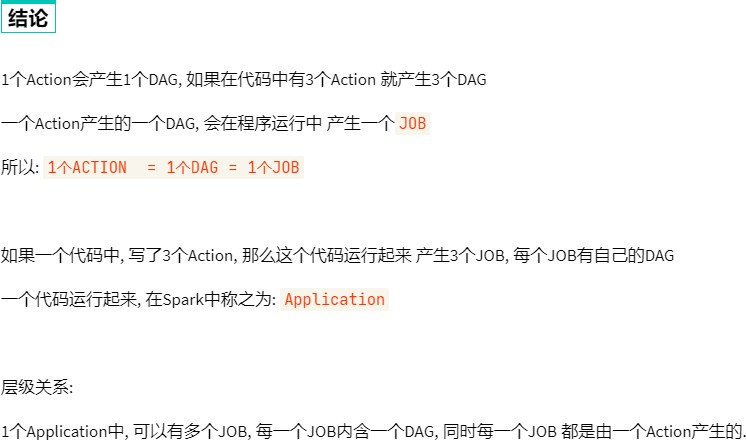 结论
1个Action会产生1个DAG, 如果在代码中有3个Action 就产生3个DAG
一个Action产生的一个DAG, 会在程序运行中 产生一个 JOB
所以: 1个ACTION  = 1个DAG = 1个JOB
如果一个代码中, 写了3个Action, 那么这个代码运行起来 产生3个JOB, 每个JOB有自己的DAG
一个代码运行起来, 在Spark中称之为: Application
层级关系:
1个Application中, 可以有多个JOB, 每一个JOB内含一个DAG, 同时每一个JOB 都是由一个Action产生的.